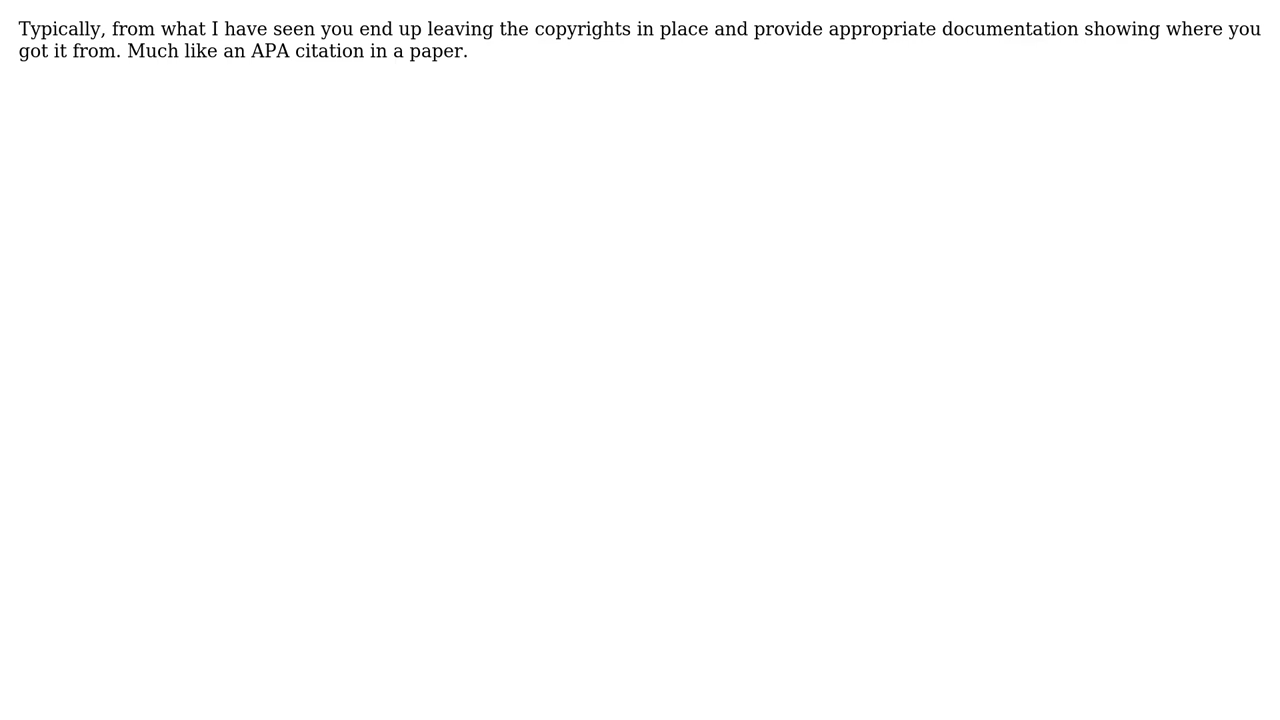 Typically, from what I have seen you end up leaving the copyrights in place and provide appropriate documentation showing where you
got it from. Much like an APA citation in a paper.